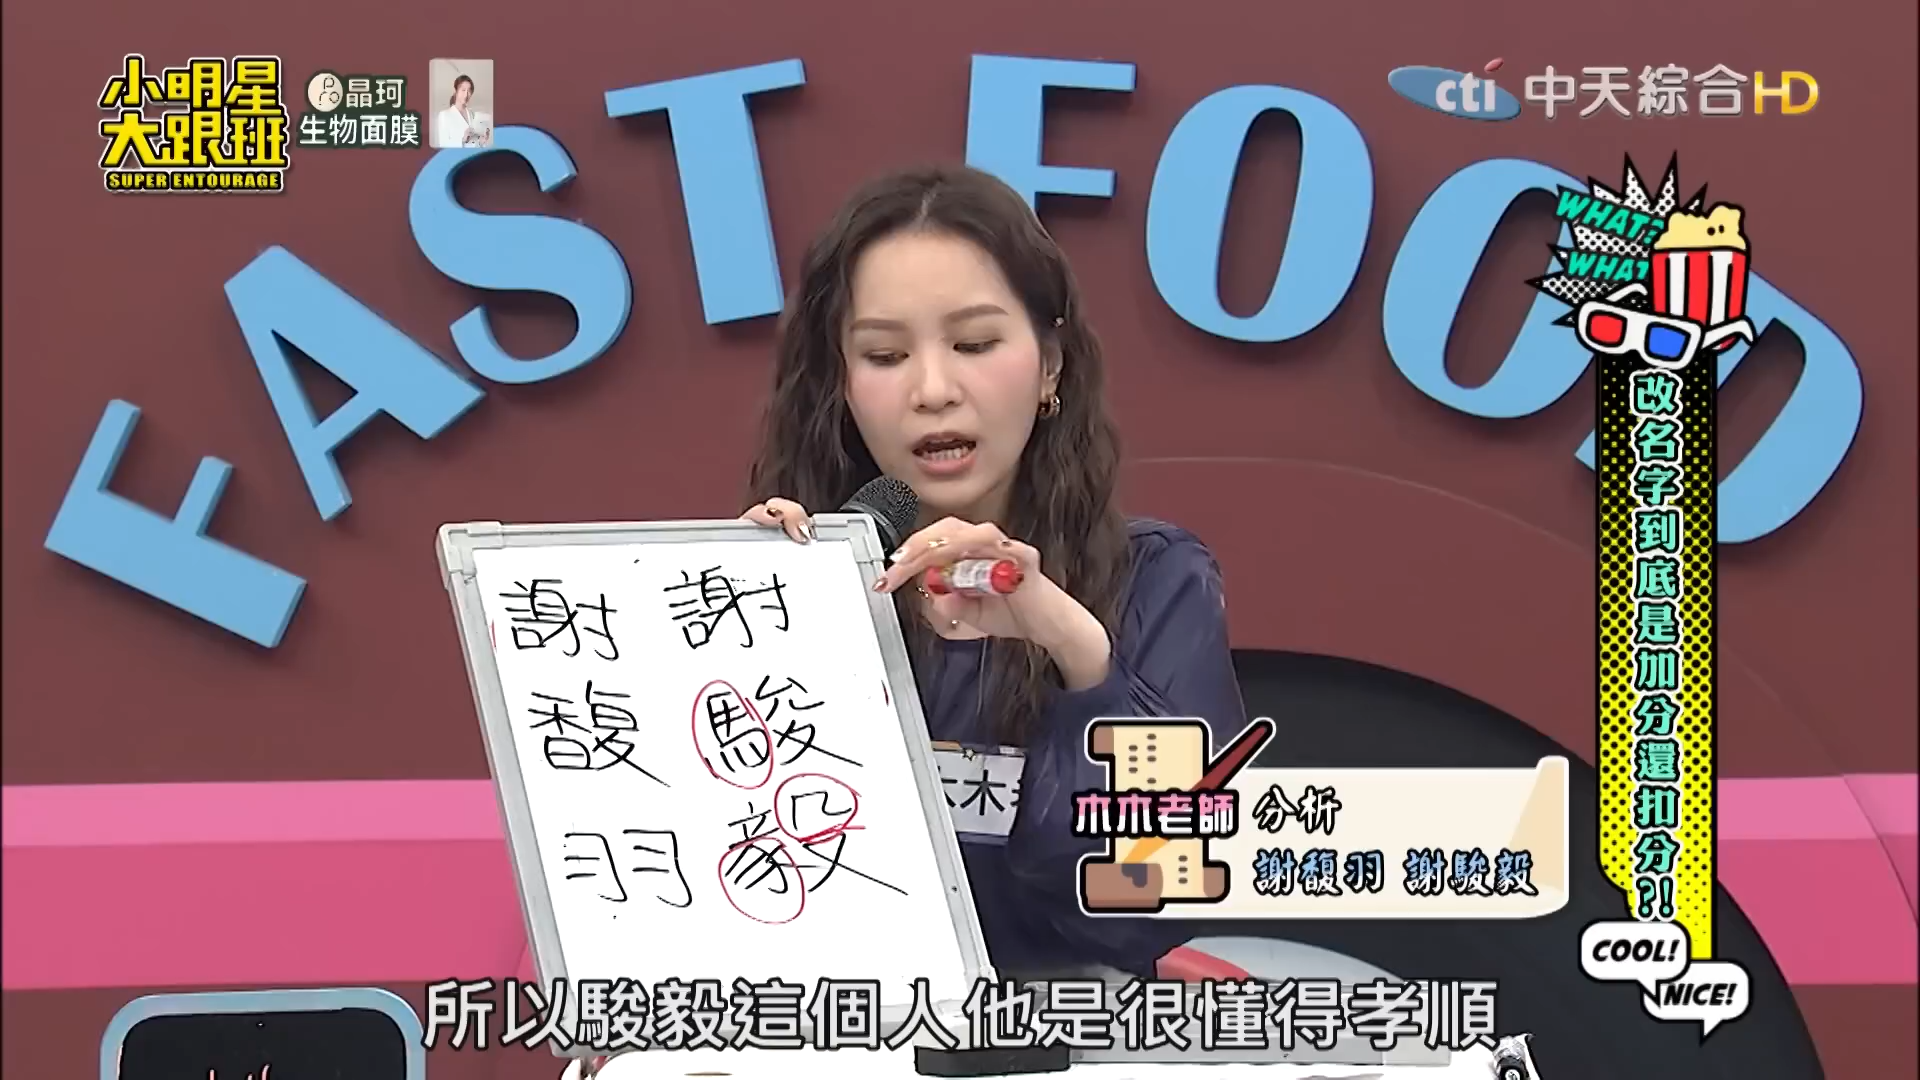 小明星
大跟班
SUPER ENTOURAGE
晶珂
生物面膜
cti 中天綜合HD
FAST FOOD
WHAT?
WHAT
改名字到底是加分還扣分?!
COOL!
NICE!
謝 謝
馥 駿
羽 毅
木木老師 分析
謝馥羽 謝駿毅
所以駿毅這個人他是很懂得孝順